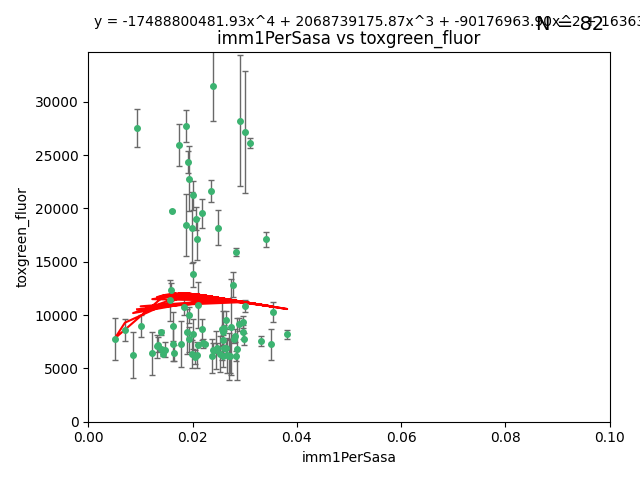 y = -17488800481.93x^4 + 2068739175.87x^3 + -90176963.90x^2 + 16363
N = 82
imm1PerSasa vs toxgreen_fluor
toxgreen_fluor
30000
25000
20000
15000
10000
5000
0
0.00 0.02 0.04 0.06 0.08 0.10
imm1PerSasa